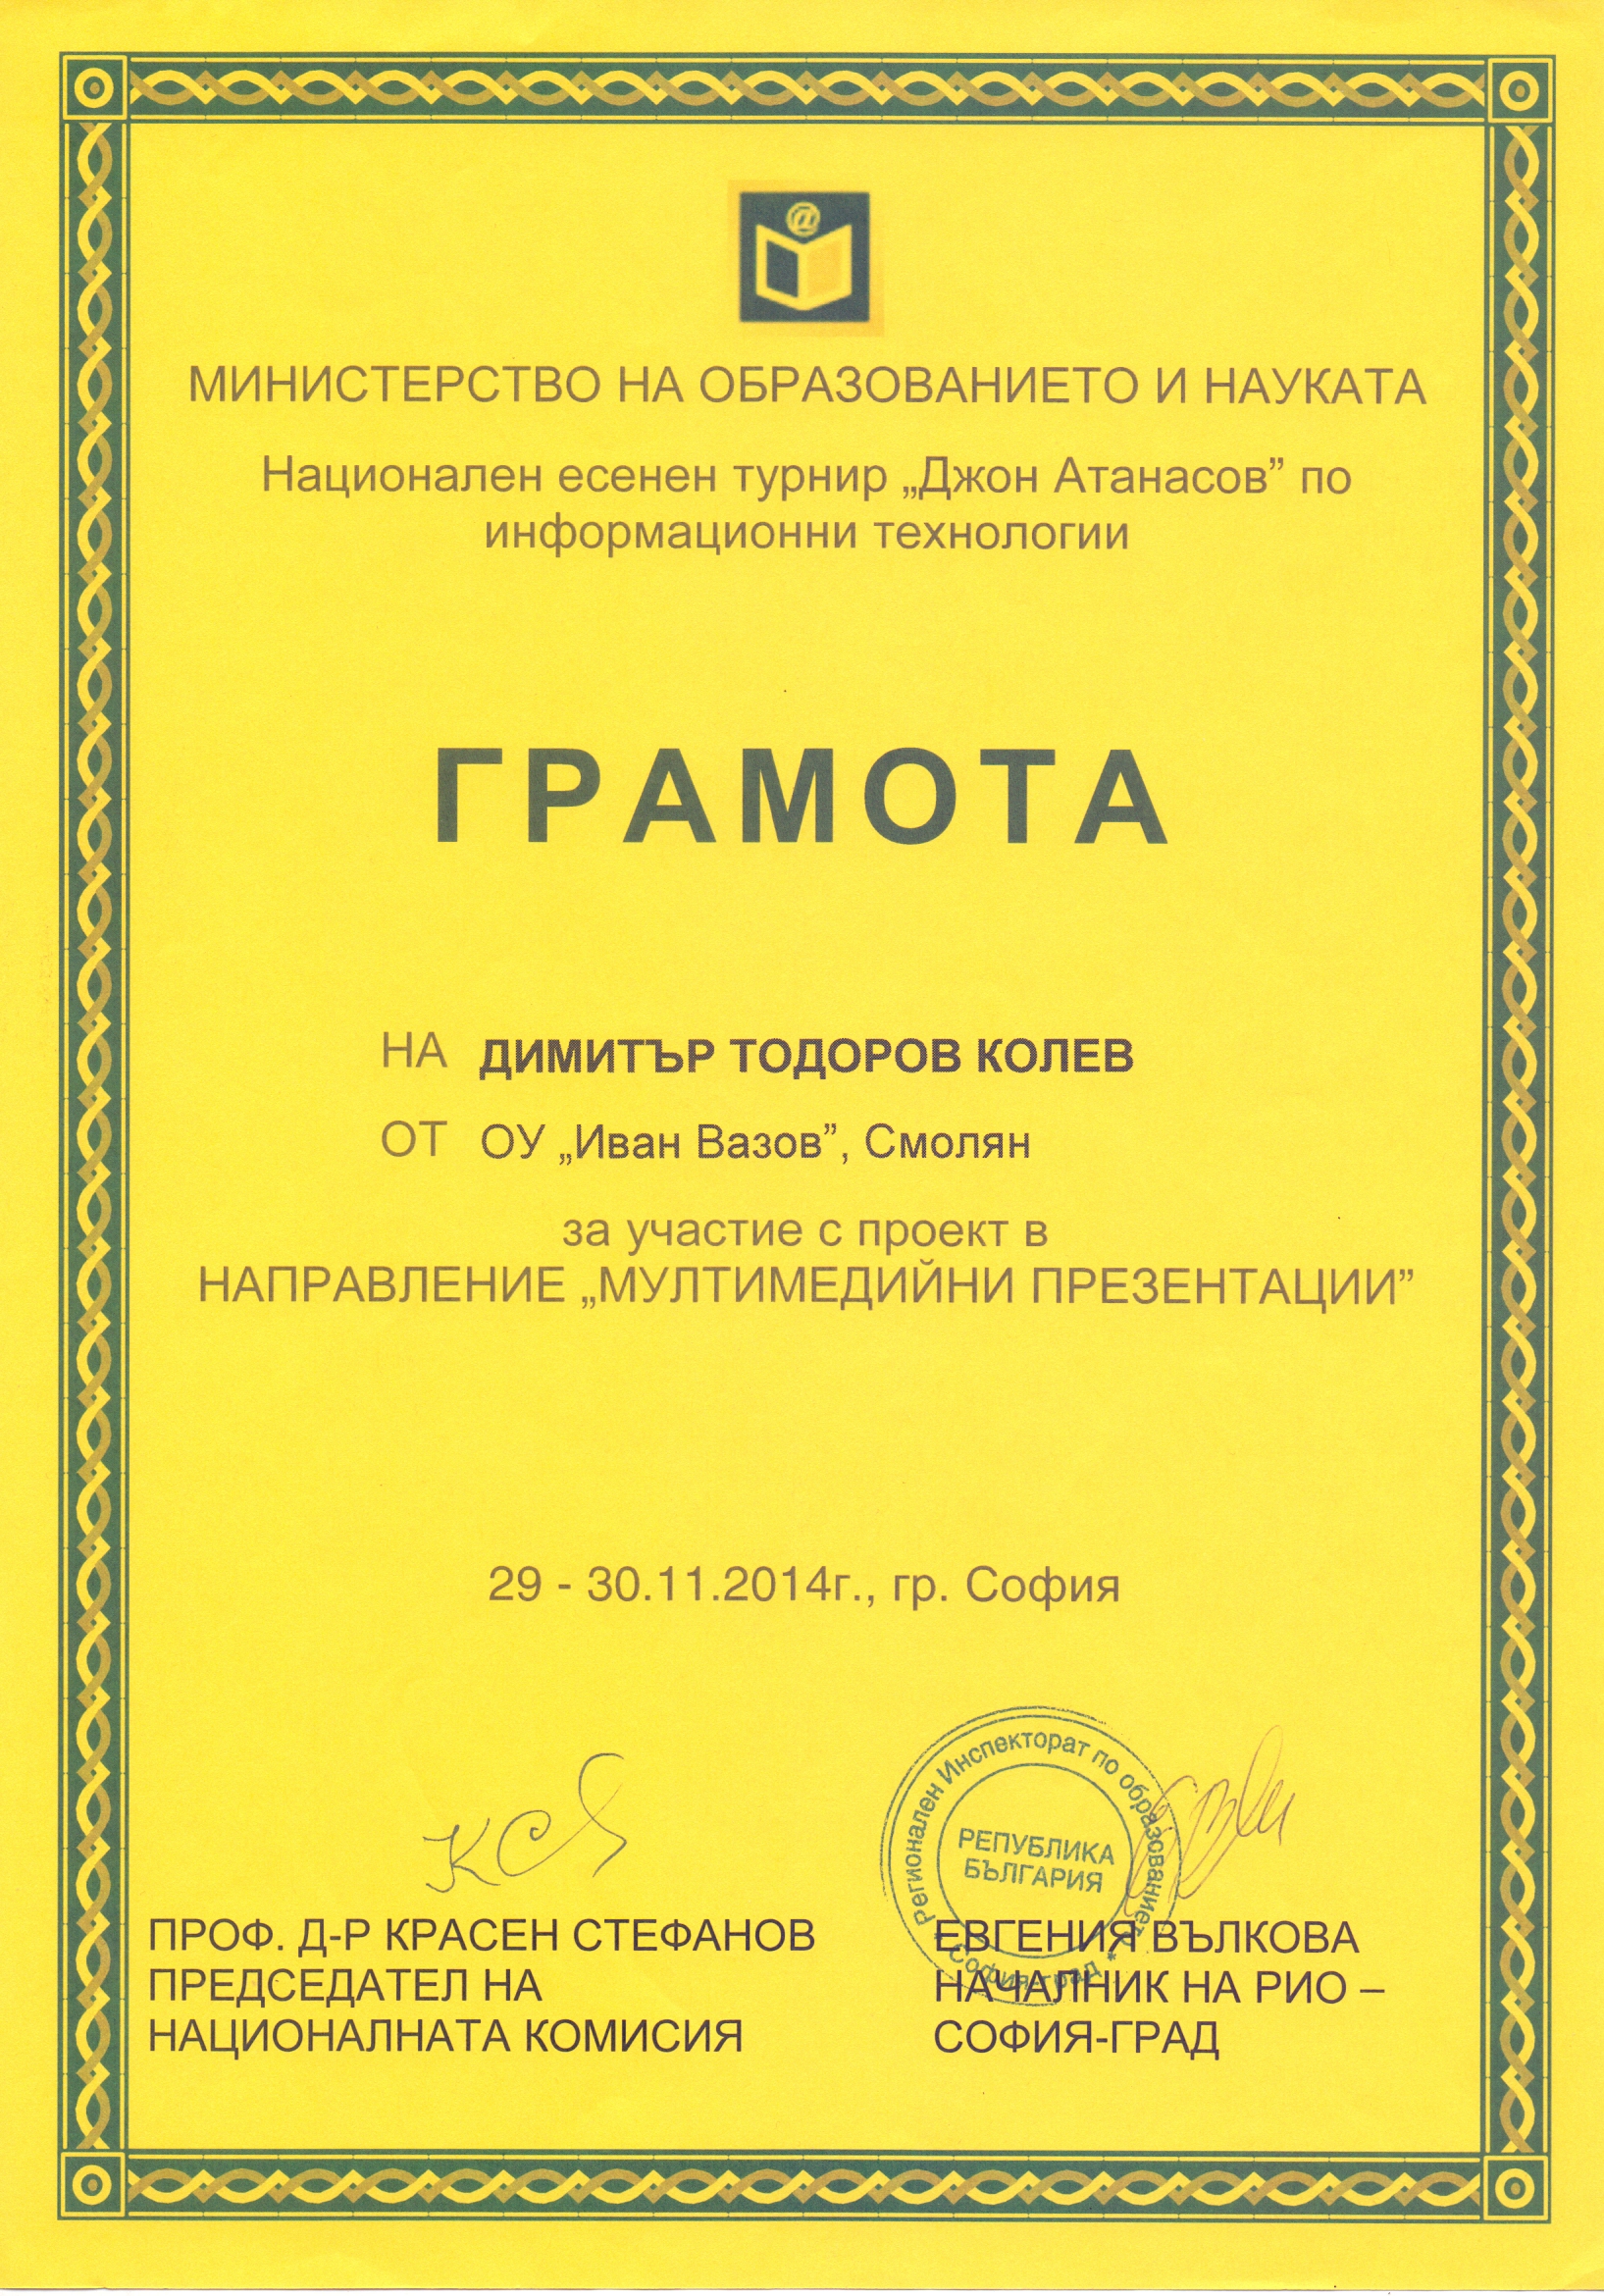 @
МИНИСТЕРСТВО НА ОБРАЗОВАНИЕТО И НАУКАТА
Национален есенен турнир „Джон Атанасов” по
информационни технологии
ГРАМОТА
НА ДИМИТЪР ТОДОРОВ КОЛЕВ
ОТ ОУ „Иван Вазов”, Смолян
за участие с проект в
НАПРАВЛЕНИЕ „МУЛТИМЕДИЙНИ ПРЕЗЕНТАЦИИ”
29 - 30.11.2014г., гр. София
Регионален Инспекторат по образованието
* София-град *
РЕПУБЛИКА
БЪЛГАРИЯ
ПРОФ. Д-Р КРАСЕН СТЕФАНОВ
ПРЕДСЕДАТЕЛ НА
НАЦИОНАЛНАТА КОМИСИЯ
ЕВГЕНИЯ ВЪЛКОВА
НАЧАЛНИК НА РИО –
СОФИЯ-ГРАД